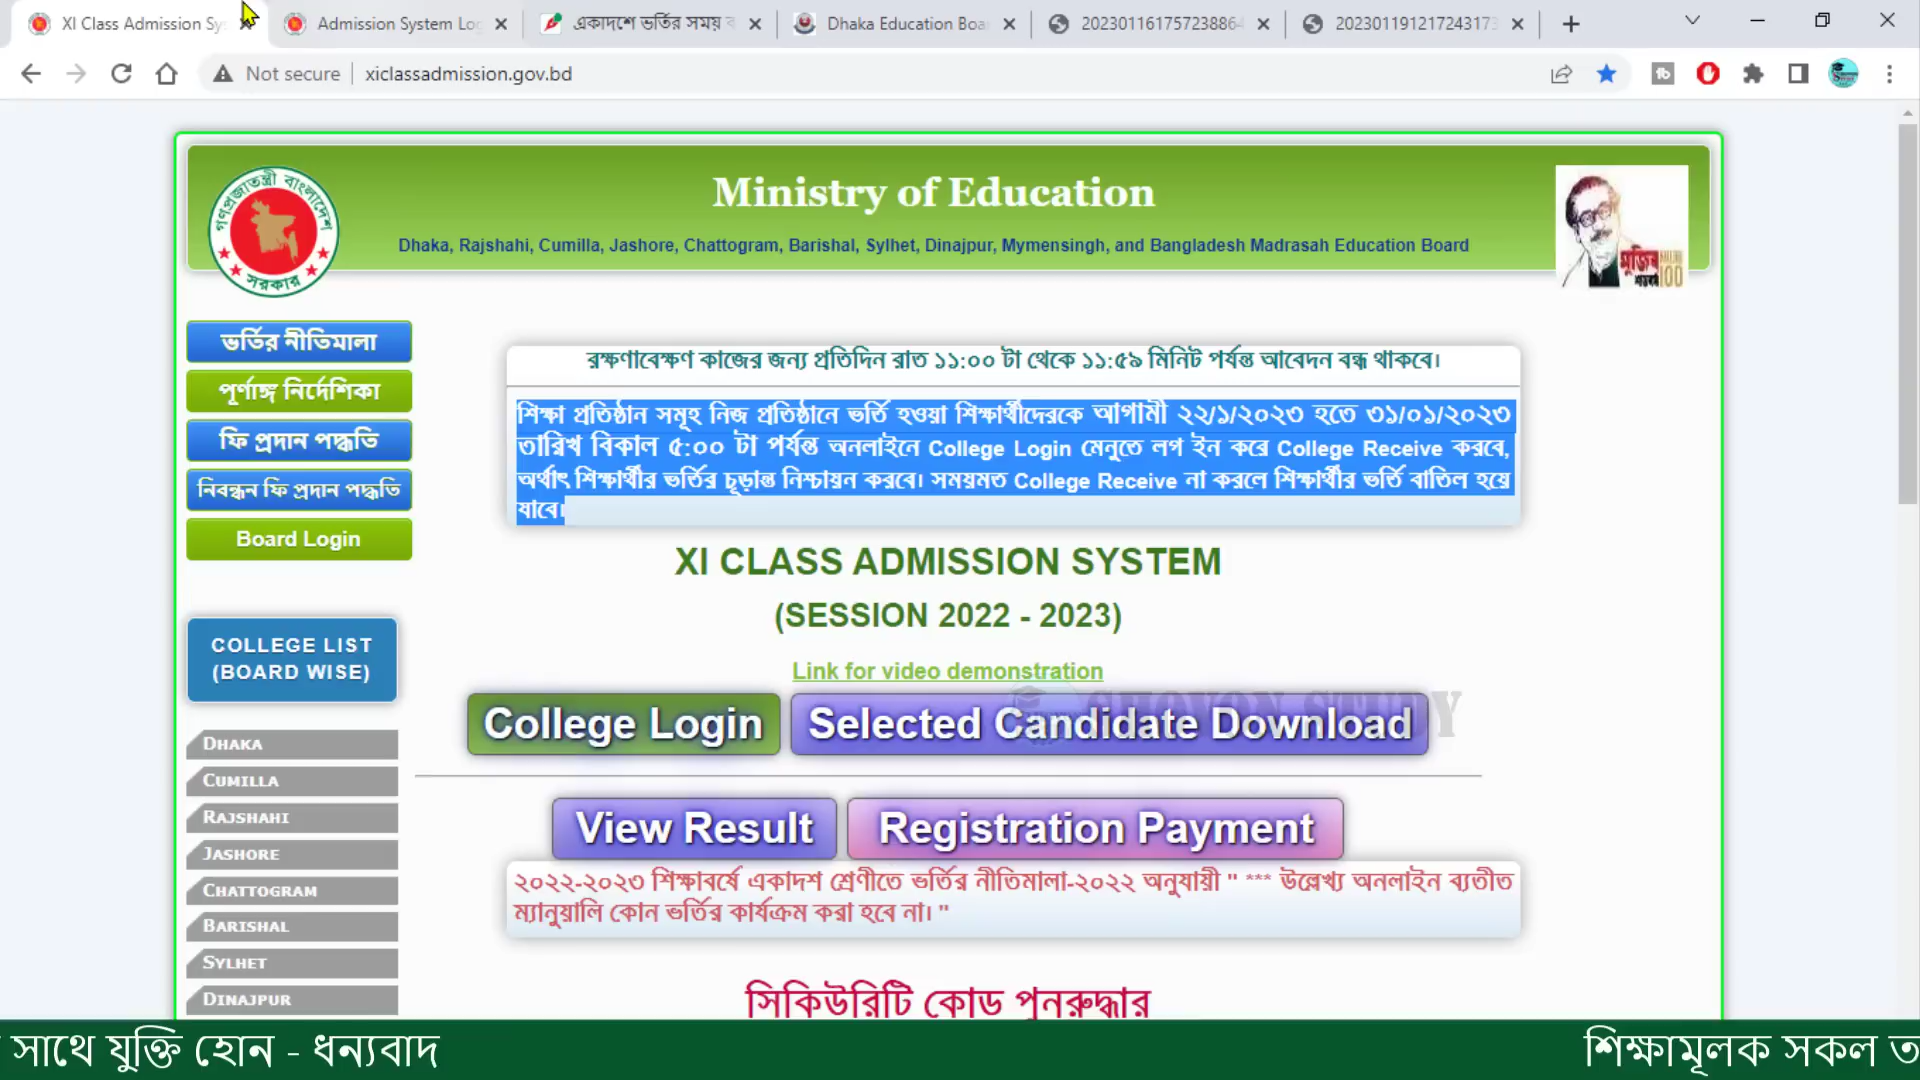 XI Class Admission Sy
Admission System Log
একাদশে ভর্তির সময় ব
Dhaka Education Boa
2023011617572388864
2023011912172431173
Not secure
xiclassadmission.gov.bd
গণপ্রজাতন্ত্রী বাংলাদেশ
সরকার
Ministry of Education
Dhaka, Rajshahi, Cumilla, Jashore, Chattogram, Barishal, Sylhet, Dinajpur, Mymensingh, and Bangladesh Madrasah Education Board
মুজিব
100
ভর্তির নীতিমালা
পূর্ণাঙ্গ নির্দেশিকা
ফি প্রদান পদ্ধতি
নিবন্ধন ফি প্রদান পদ্ধতি
Board Login
COLLEGE LIST
(BOARD WISE)
DHAKA
CUMILLA
RAJSHAHI
JASHORE
CHATTOGRAM
BARISHAL
SYLHET
DINAJPUR
রক্ষণাবেক্ষণ কাজের জন্য প্রতিদিন রাত ১১:০০ টা থেকে ১১:৫৯ মিনিট পর্যন্ত আবেদন বন্ধ থাকবে।
শিক্ষা প্রতিষ্ঠান সমূহ নিজ প্রতিষ্ঠানে ভর্তি হওয়া শিক্ষার্থীদেরকে আগামী ২২/১/২০২৩ হতে ৩১/০১/২০২৩
তারিখ বিকাল ৫:০০ টা পর্যন্ত অনলাইনে College Login মেনুতে লগ ইন করে College Receive করবে,
অর্থাৎ শিক্ষার্থীর ভর্তির চূড়ান্ত নিশ্চায়ন করবে। সময়মত College Receive না করলে শিক্ষার্থীর ভর্তি বাতিল হয়ে
যাবে।
XI CLASS ADMISSION SYSTEM
(SESSION 2022 - 2023)
Link for video demonstration
College Login
Selected Candidate Download
View Result
Registration Payment
২০২২-২০২৩ শিক্ষাবর্ষে একাদশ শ্রেণীতে ভর্তির নীতিমালা-২০২২ অনুযায়ী " *** উল্লেখ্য অনলাইন ব্যতীত
ম্যানুয়ালি কোন ভর্তির কার্যক্রম করা হবে না। "
সিকিউরিটি কোড পুনরুদ্ধার
সাথে যুক্তি হোন - ধন্যবাদ
শিক্ষামূলক সকল ত